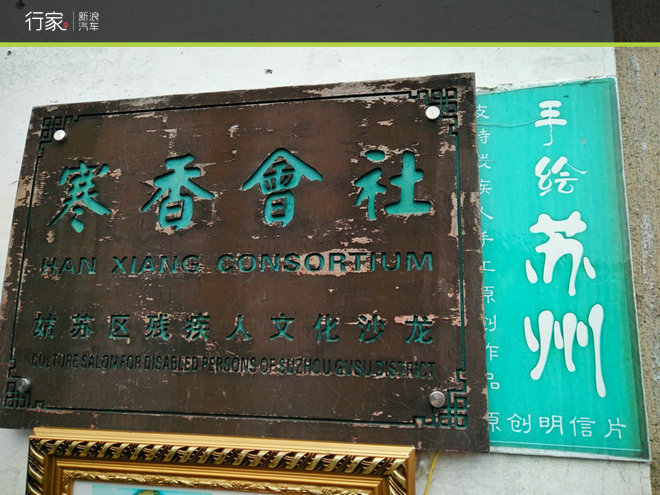 行家 新浪汽车
寒香會社
HAN XIANG CONSORTIUM
姑苏区残疾人文化沙龙
CULTURE SALON FOR DISABLED PERSONS OF SUZHOU GUSU DISTRICT
手绘苏州
支持残疾人手工原创作品
原创明信片